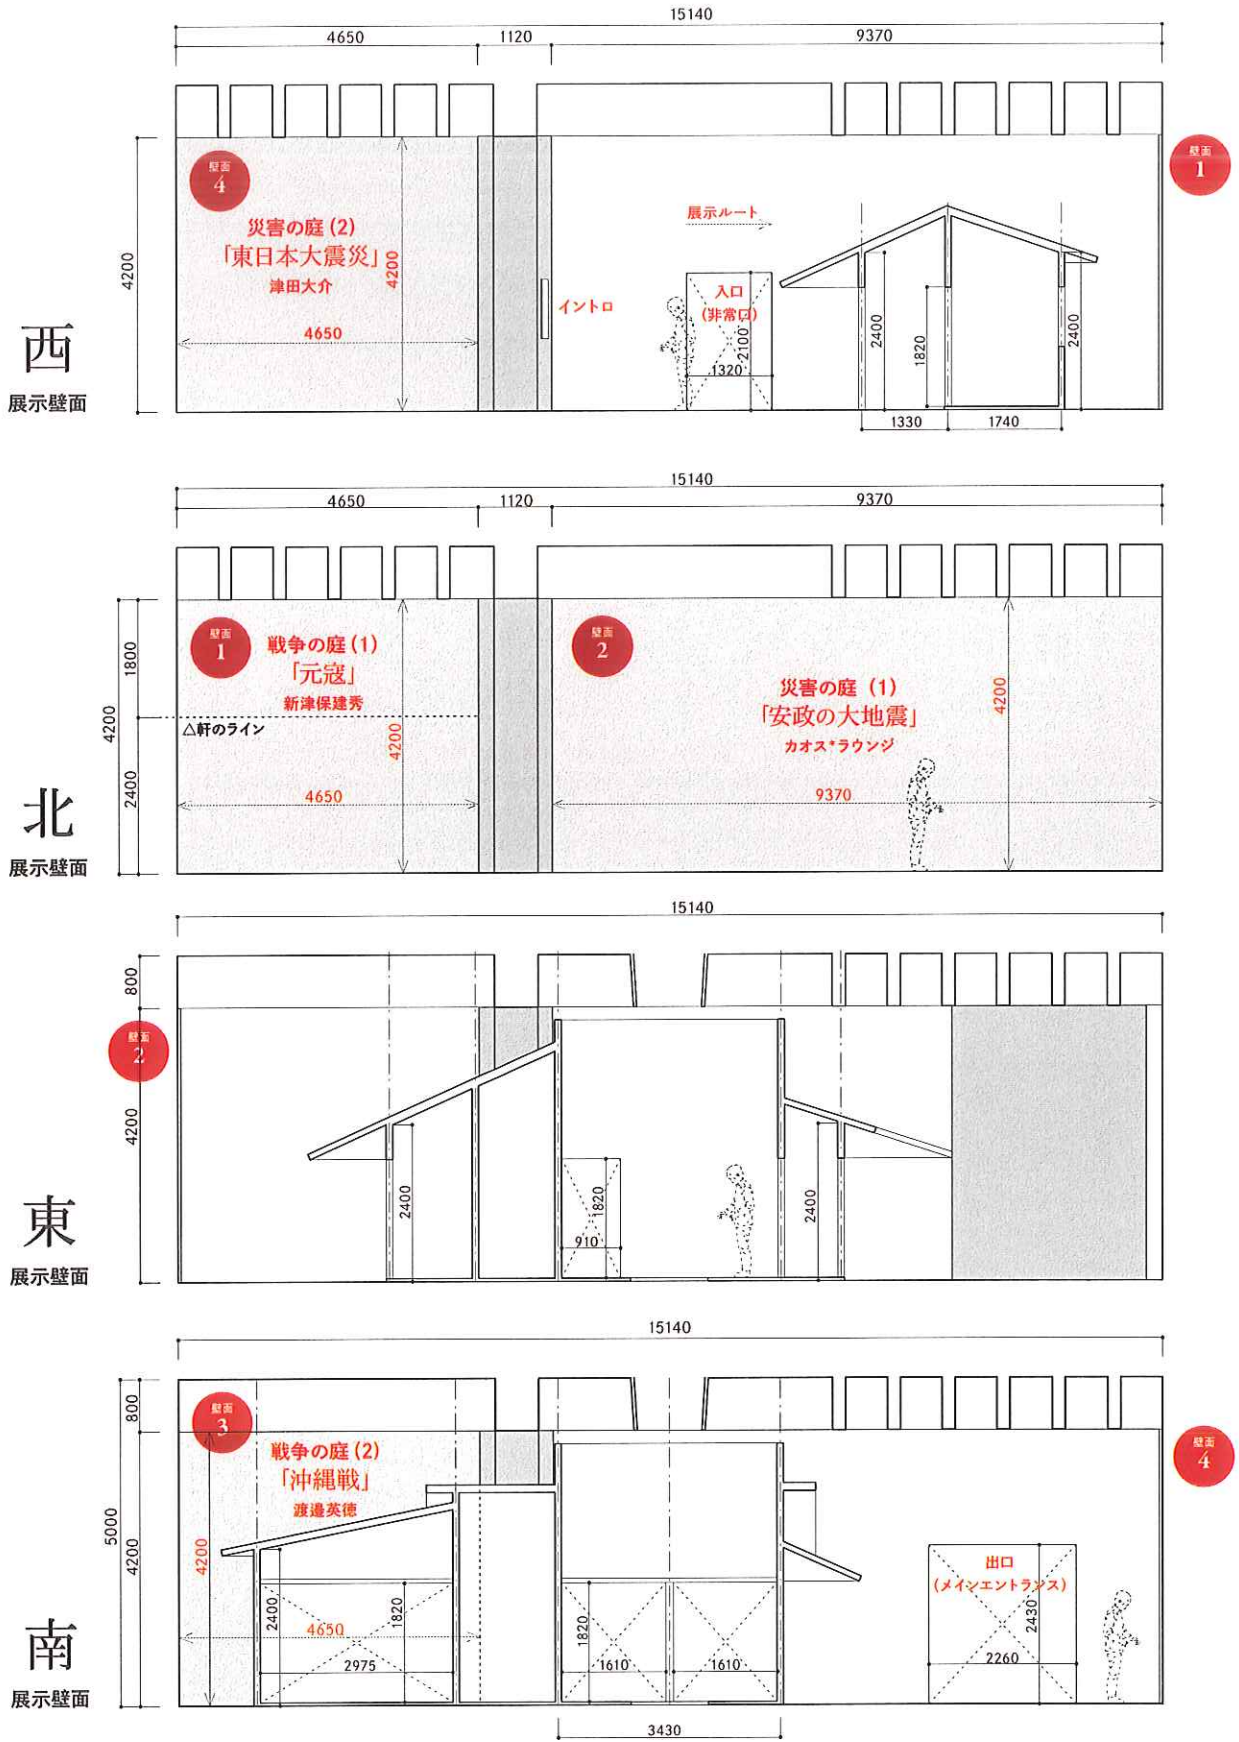 15140
4650
1120
9370
壁面
4
災害の庭(2)
「東日本大震災」
津田大介
4200
4650
4200
西
展示壁面
イントロ
展示ルート
入口
(非常口)
2100
1320
2400
1820
2400
1330
1740
壁面
1
15140
4650
1120
9370
壁面
1
戦争の庭(1)
「元寇」
新津保建秀
△軒のライン
4200
4650
1800
4200
2400
北
展示壁面
壁面
2
災害の庭 (1)
「安政の大地震」
カオス*ラウンジ
4200
9370
15140
800
壁面
2
4200
東
展示壁面
2400
1820
910
2400
15140
800
5000
4200
南
展示壁面
壁面
3
戦争の庭(2)
「沖縄戦」
渡邉英徳
4200
2400
1820
4650
2975
1820
1610
1610
3430
出口
(メインエントランス)
2430
2260
壁面
4